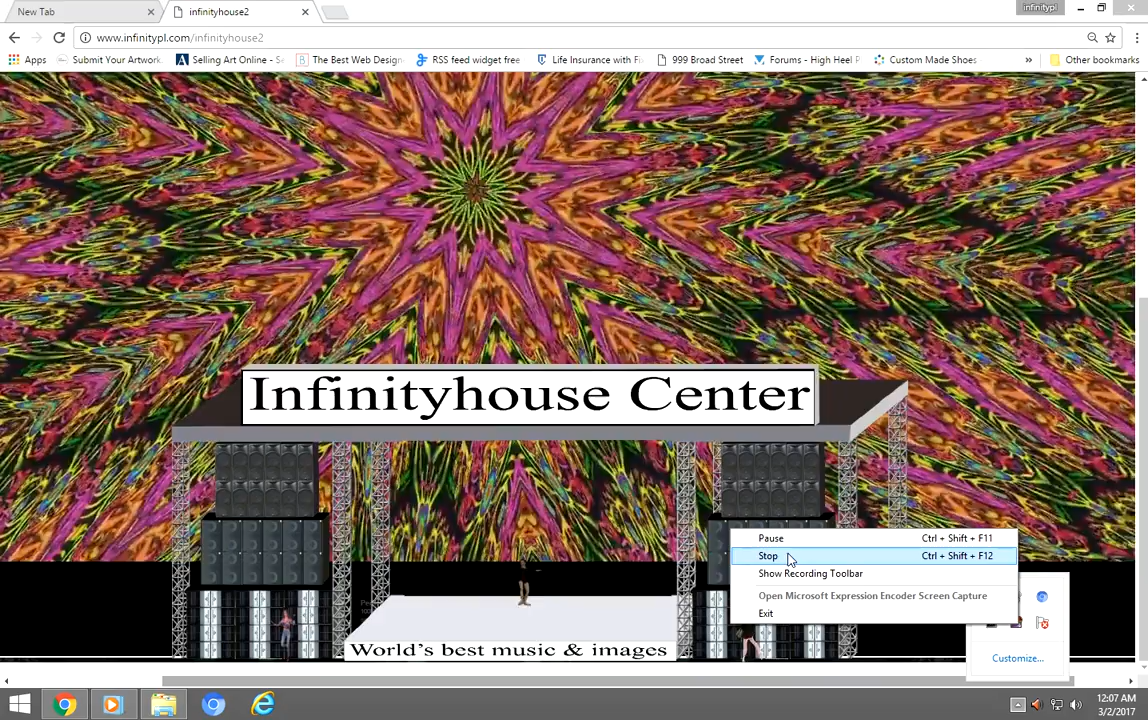 New Tab
infinityhouse2
infinitypl
www.infinitypl.com/infinityhouse2
Apps
Submit Your Artwork
Selling Art Online - Se
The Best Web Design
RSS feed widget free
Life Insurance with Fi
999 Broad Street
Forums - High Heel P
Custom Made Shoes
»
Other bookmarks
Infinityhouse Center
Pause Ctrl + Shift + F11
Stop Ctrl + Shift + F12
Show Recording Toolbar
Open Microsoft Expression Encoder Screen Capture
Exit
World's best music & images
Customize...
12:07 AM
3/2/2017